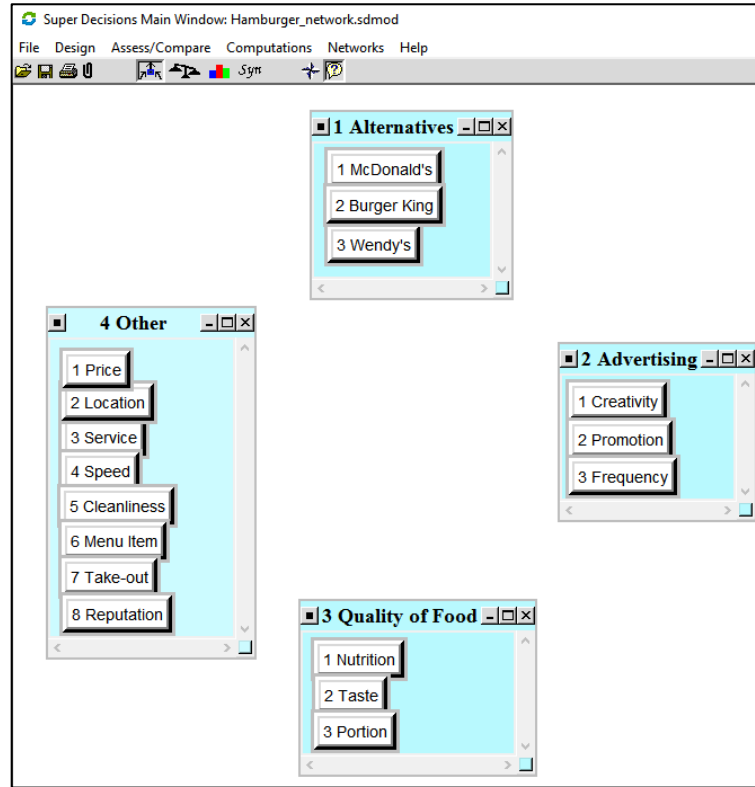 Super Decisions Main Window: Hamburger_network.sdmod
File Design Assess/Compare Computations Networks Help
Syn
1 Alternatives
1 McDonald's
2 Burger King
3 Wendy's
4 Other
1 Price
2 Location
3 Service
4 Speed
5 Cleanliness
6 Menu Item
7 Take-out
8 Reputation
2 Advertising
1 Creativity
2 Promotion
3 Frequency
3 Quality of Food
1 Nutrition
2 Taste
3 Portion